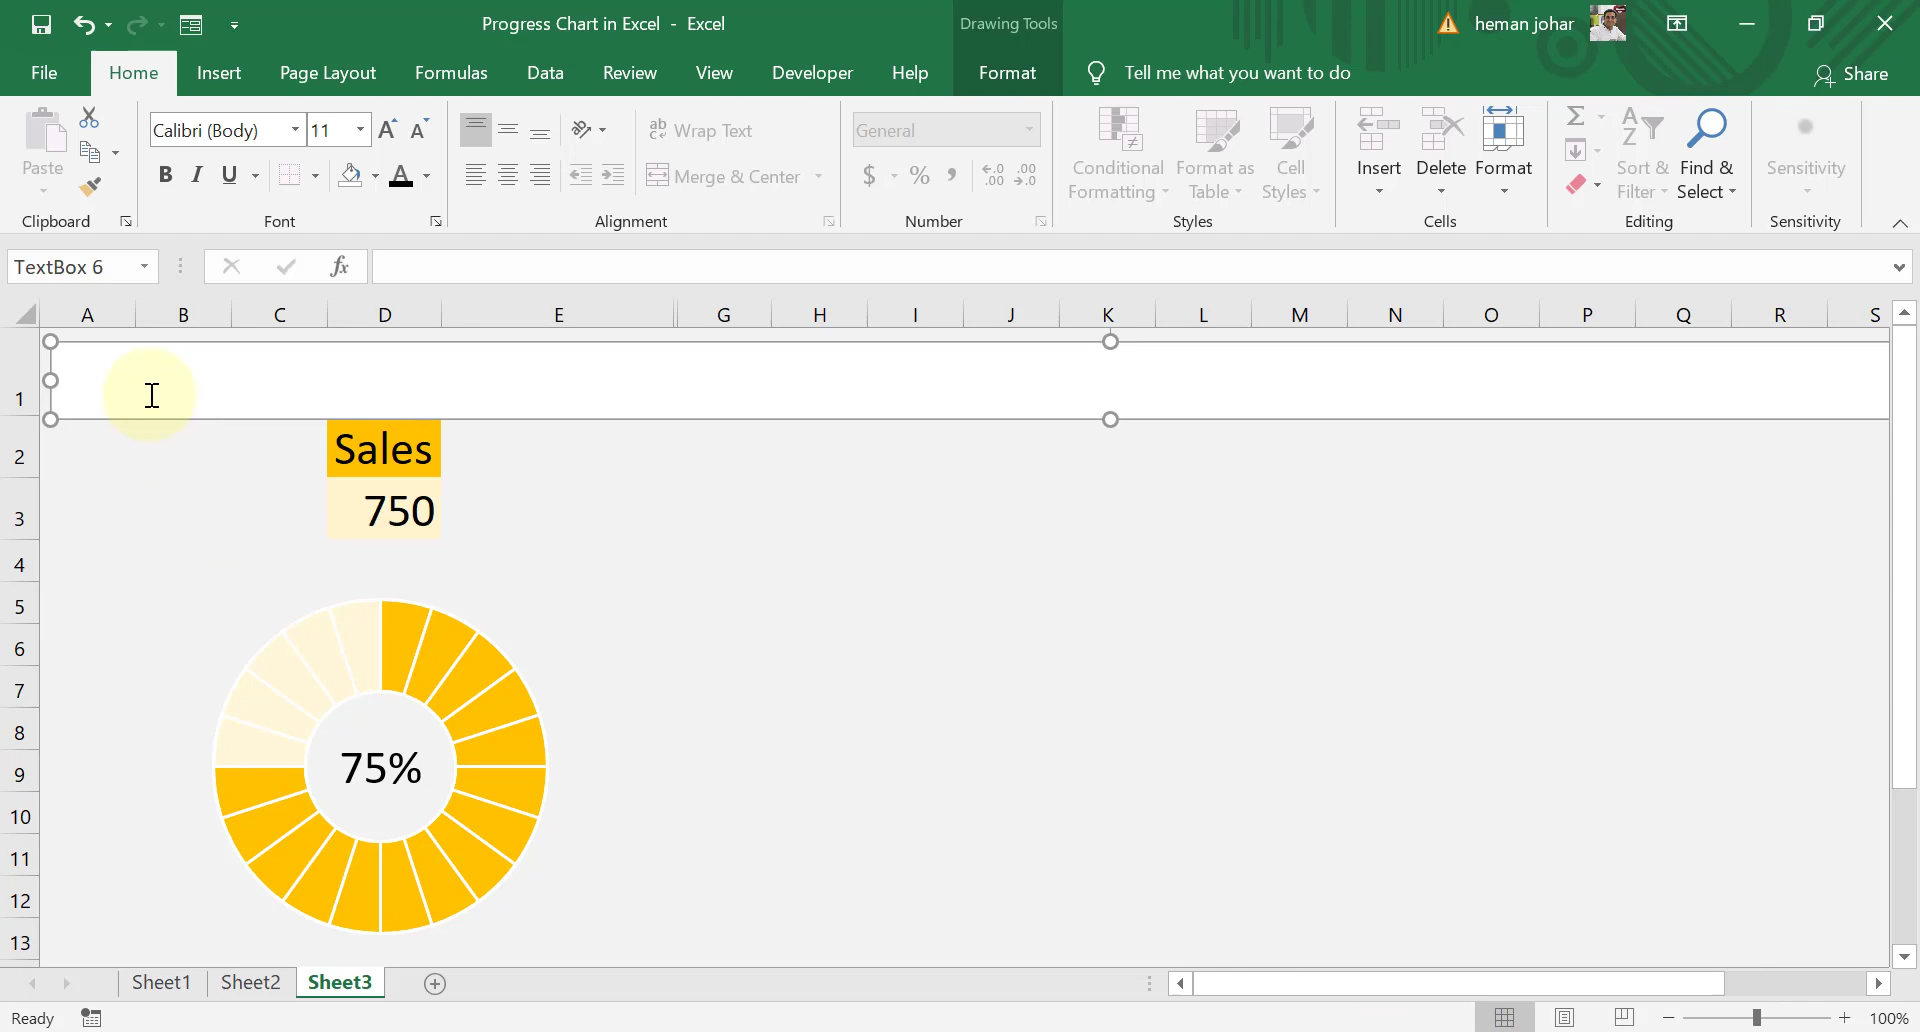 Progress Chart in Excel - Excel
Drawing Tools
heman johar
File
Home
Insert
Page Layout
Formulas
Data
Review
View
Developer
Help
Format
Tell me what you want to do
Share
Paste
Clipboard
Calibri (Body)
11
A A
B I U A
Font
ab
Wrap Text
Merge & Center
Alignment
General
$ % ,
Number
Conditional
Formatting
Format as
Table
Cell
Styles
Styles
Insert
Delete
Format
Cells
Sort &
Filter
Find &
Select
Editing
Sensitivity
Sensitivity
TextBox 6
fx
A B C D E G H I J K L M N O P Q R S
1
2
3
4
5
6
7
8
9
10
11
12
13
Sales
750
75%
Sheet1
Sheet2
Sheet3
Ready
100%